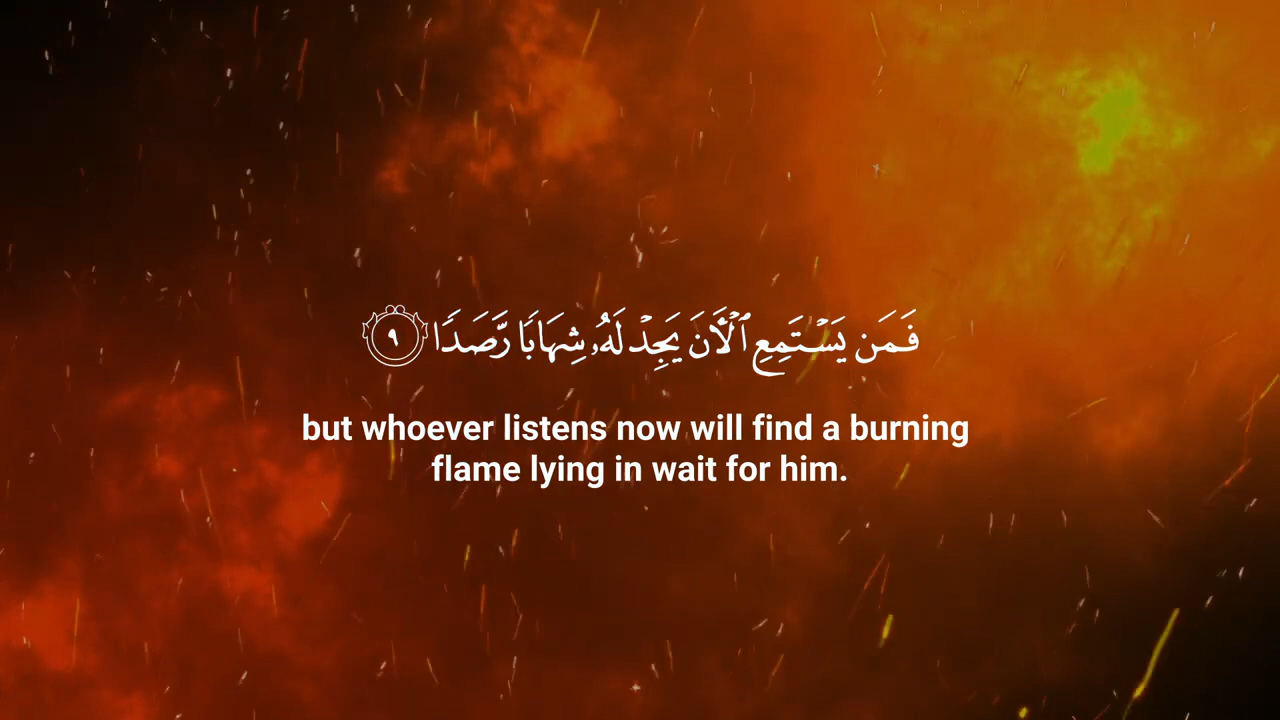 فَمَن يَسْتَمِعِ ٱلْـَٔانَ يَجِدْ لَهُۥ شِهَابًا رَّصَدًا ٩
but whoever listens now will find a burning
flame lying in wait for him.